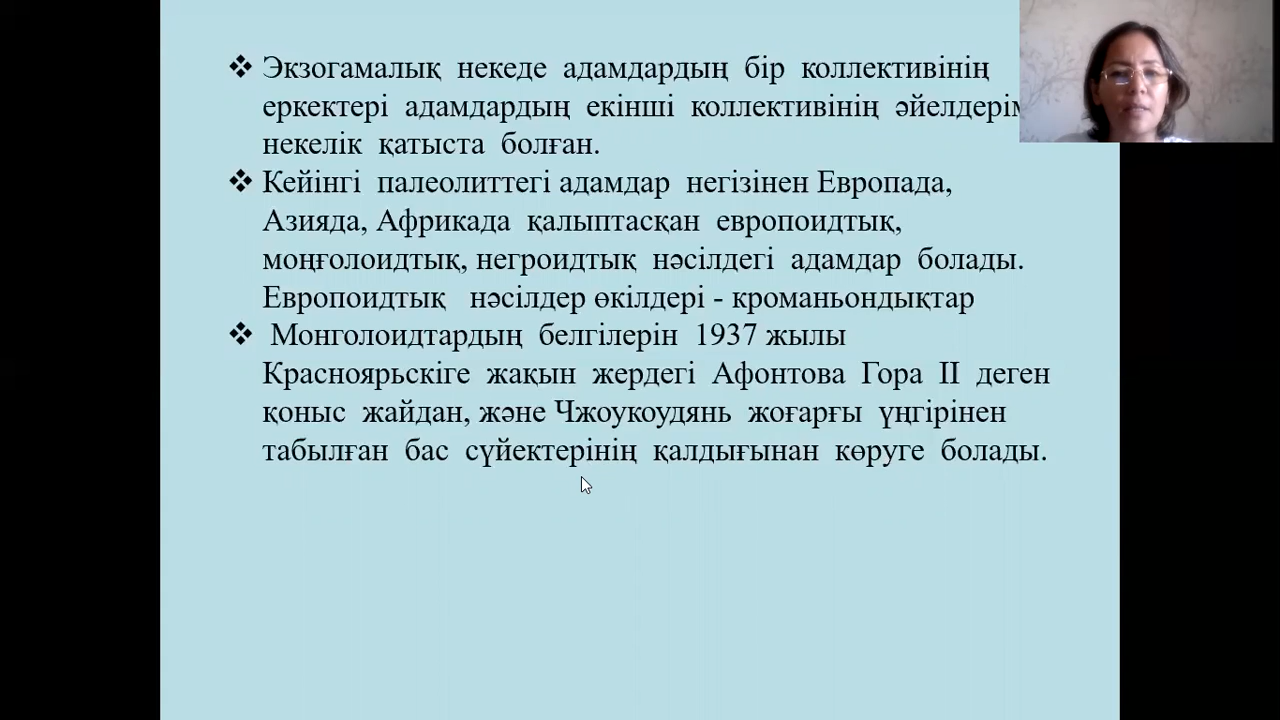 ❖ Экзогамалық некеде адамдардың бір коллективінің
еркектері адамдардың екінші коллективінің
некелік қатыста болған.
❖ Кейінгі палеолиттегі адамдар негізінен Европада,
Азияда, Африкада қалыптасқан европоидтық,
моңғолоидтық, негроидтық нәсілдегі адамдар болады.
Европоидтық нәсілдер өкілдері - кроманьондықтар
❖ Монголоидтардың белгілерін 1937 жылы
Красноярьскіге жақын жердегі Афонтова Гора II деген
қоныс жайдан, және Чжоукоудянь жоғарғы үңгірінен
табылған бас сүйектерінің қалдығынан көруге болады.